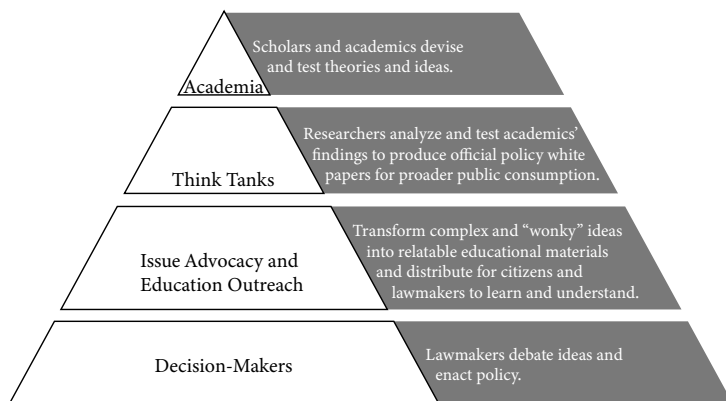 Scholars and academics devise
and test theories and ideas.
Academia
Researchers analyze and test academics’
findings to produce official policy white
papers for proader public consumption.
Think Tanks
Transform complex and “wonky” ideas
into relatable educational materials
and distribute for citizens and
lawmakers to learn and understand.
Issue Advocacy and
Education Outreach
Lawmakers debate ideas and
enact policy.
Decision-Makers